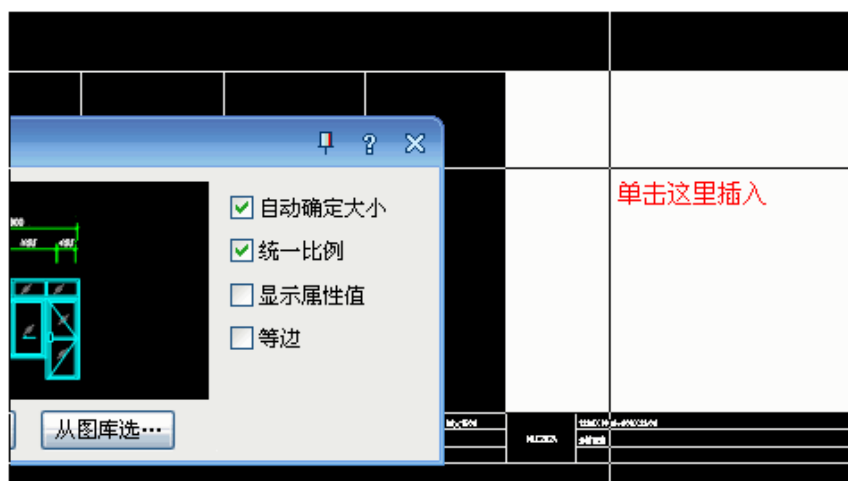 单击这里插入
自动确定大小
统一比例
显示属性值
等边
从图库选…